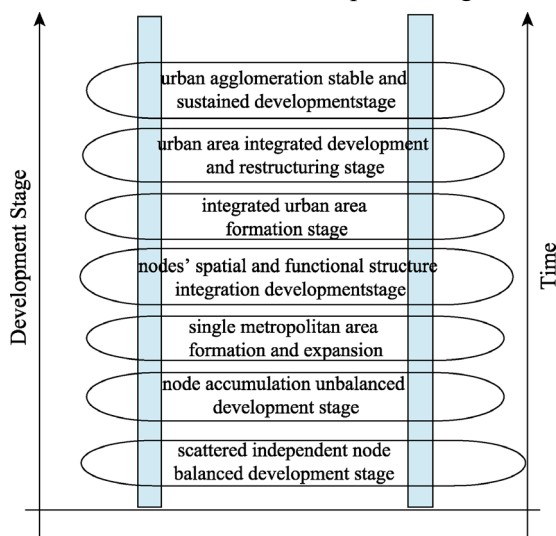 urban agglomeration stable and
sustained developmentstage
urban area integrated development
and restructuring stage
integrated urban area
formation stage
nodes' spatial and functional structure
integration developmentstage
single metropolitan area
formation and expansion
node accumulation unbalanced
development stage
scattered independent node
balanced development stage
Development Stage
Time